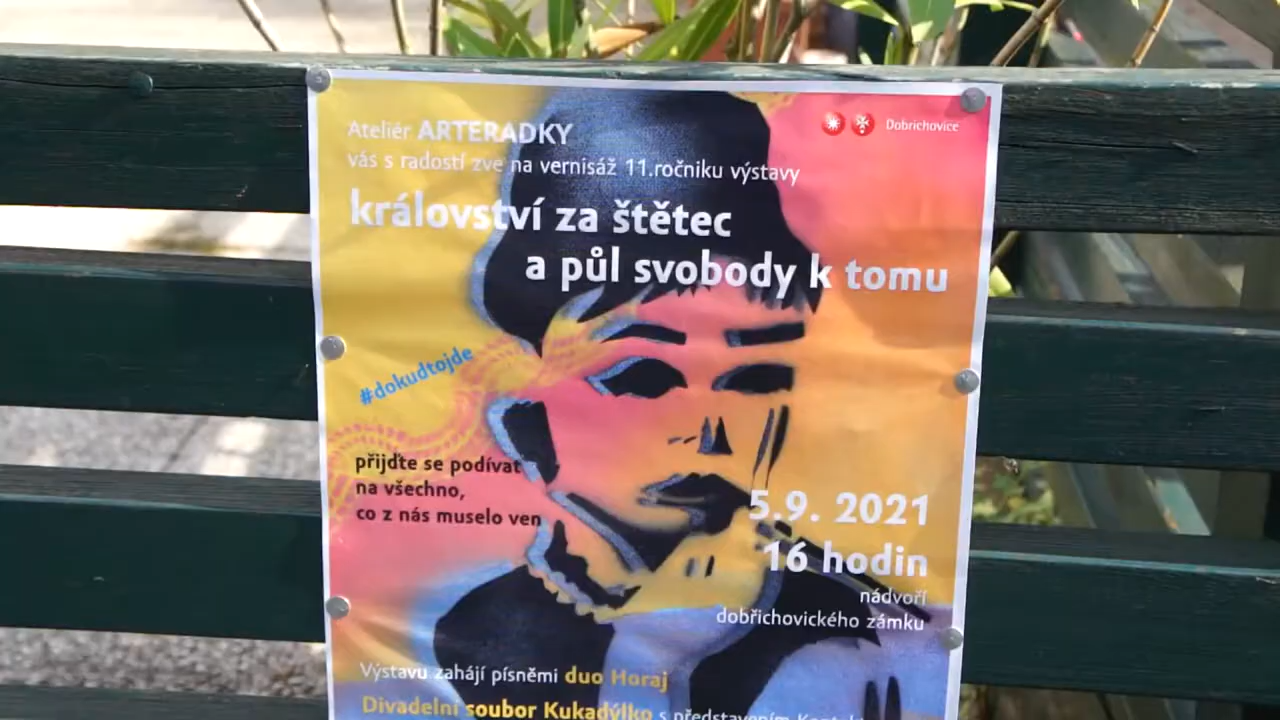 Ateliér ARTERADKY
vás s radostí zve na vernisáž 11.ročniku výstavy
Dobřichovice
království za štětec
a půl svobody k tomu
#dokudtojde
přijďte se podívat
na všechno,
co z nás muselo ven
5.9. 2021
16 hodin
nádvoří
dobřichovického zámku
Výstavu zahájí písněmi duo Horaj
Divadelní soubor Kukadýlko s představením